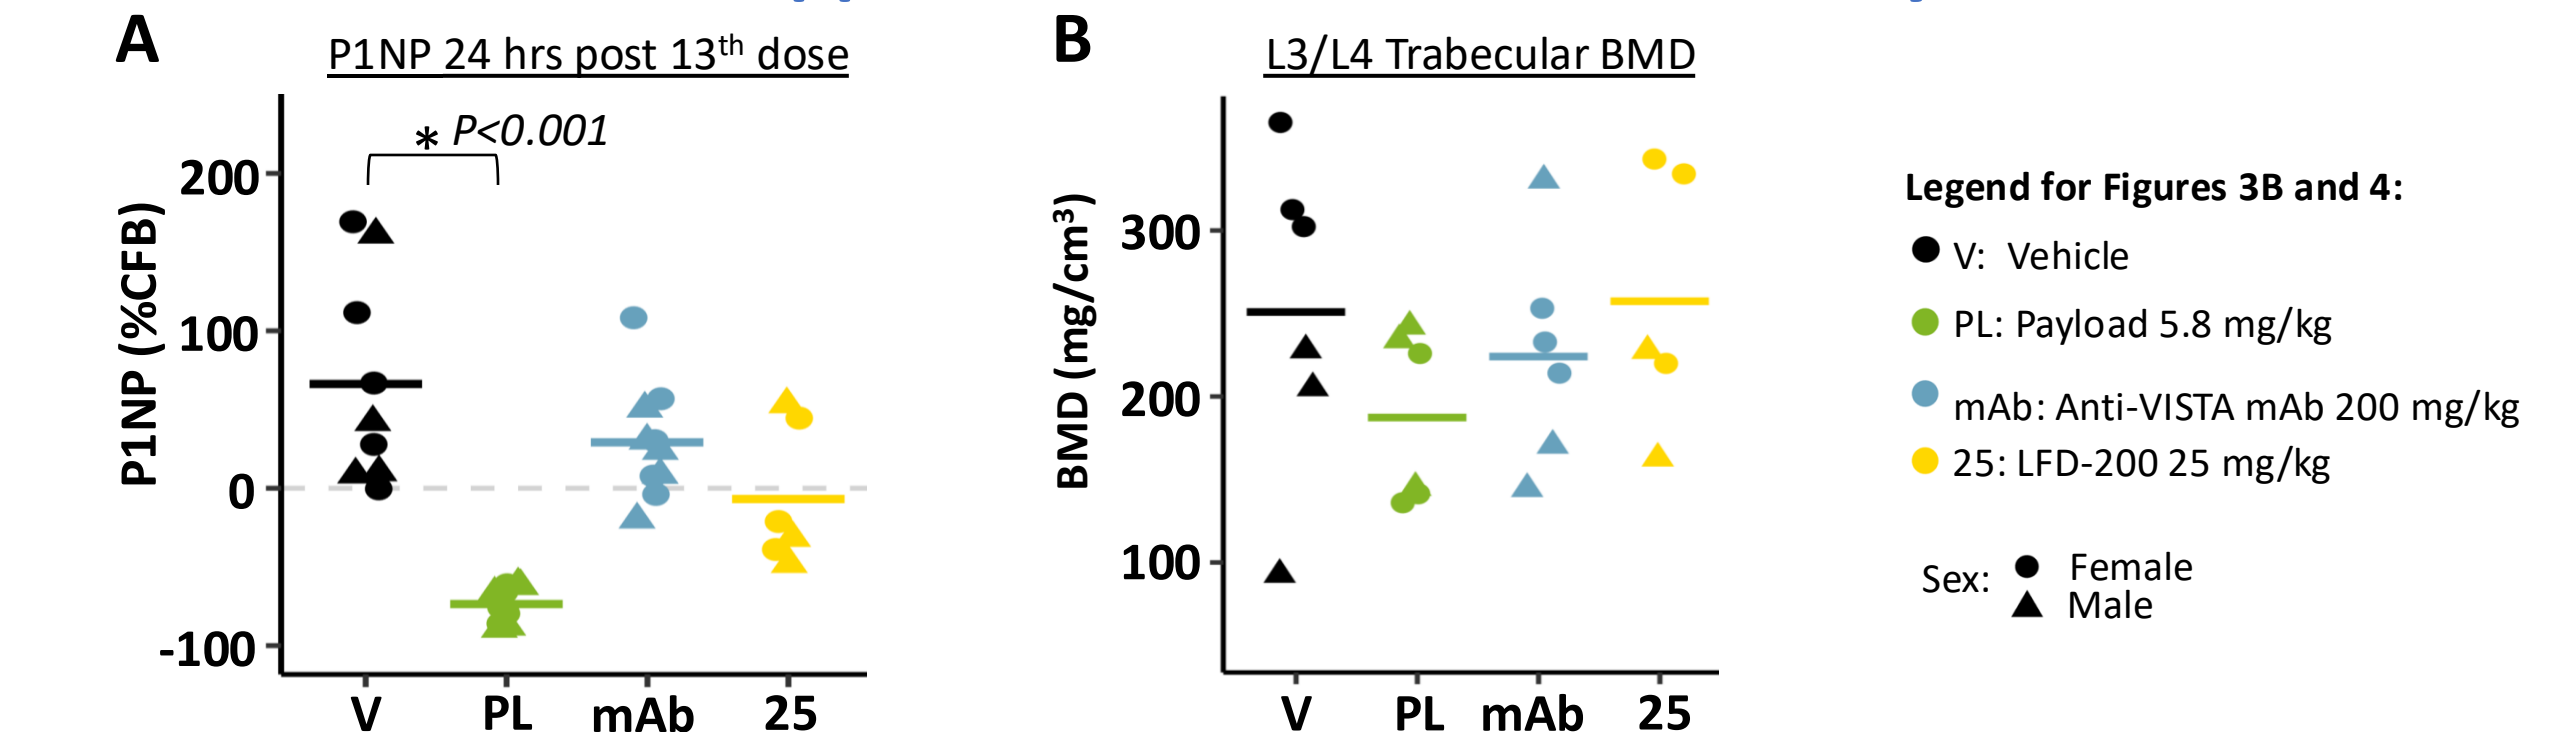 A
P1NP 24 hrs post 13th dose
* P<0.001
P1NP (%CFB)
200
100
0
-100
V PL mAb 25
B
L3/L4 Trabecular BMD
BMD (mg/cm³)
300
200
100
V PL mAb 25
Legend for Figures 3B and 4:
V: Vehicle
PL: Payload 5.8 mg/kg
mAb: Anti-VISTA mAb 200 mg/kg
25: LFD-200 25 mg/kg
Sex:
Female
Male